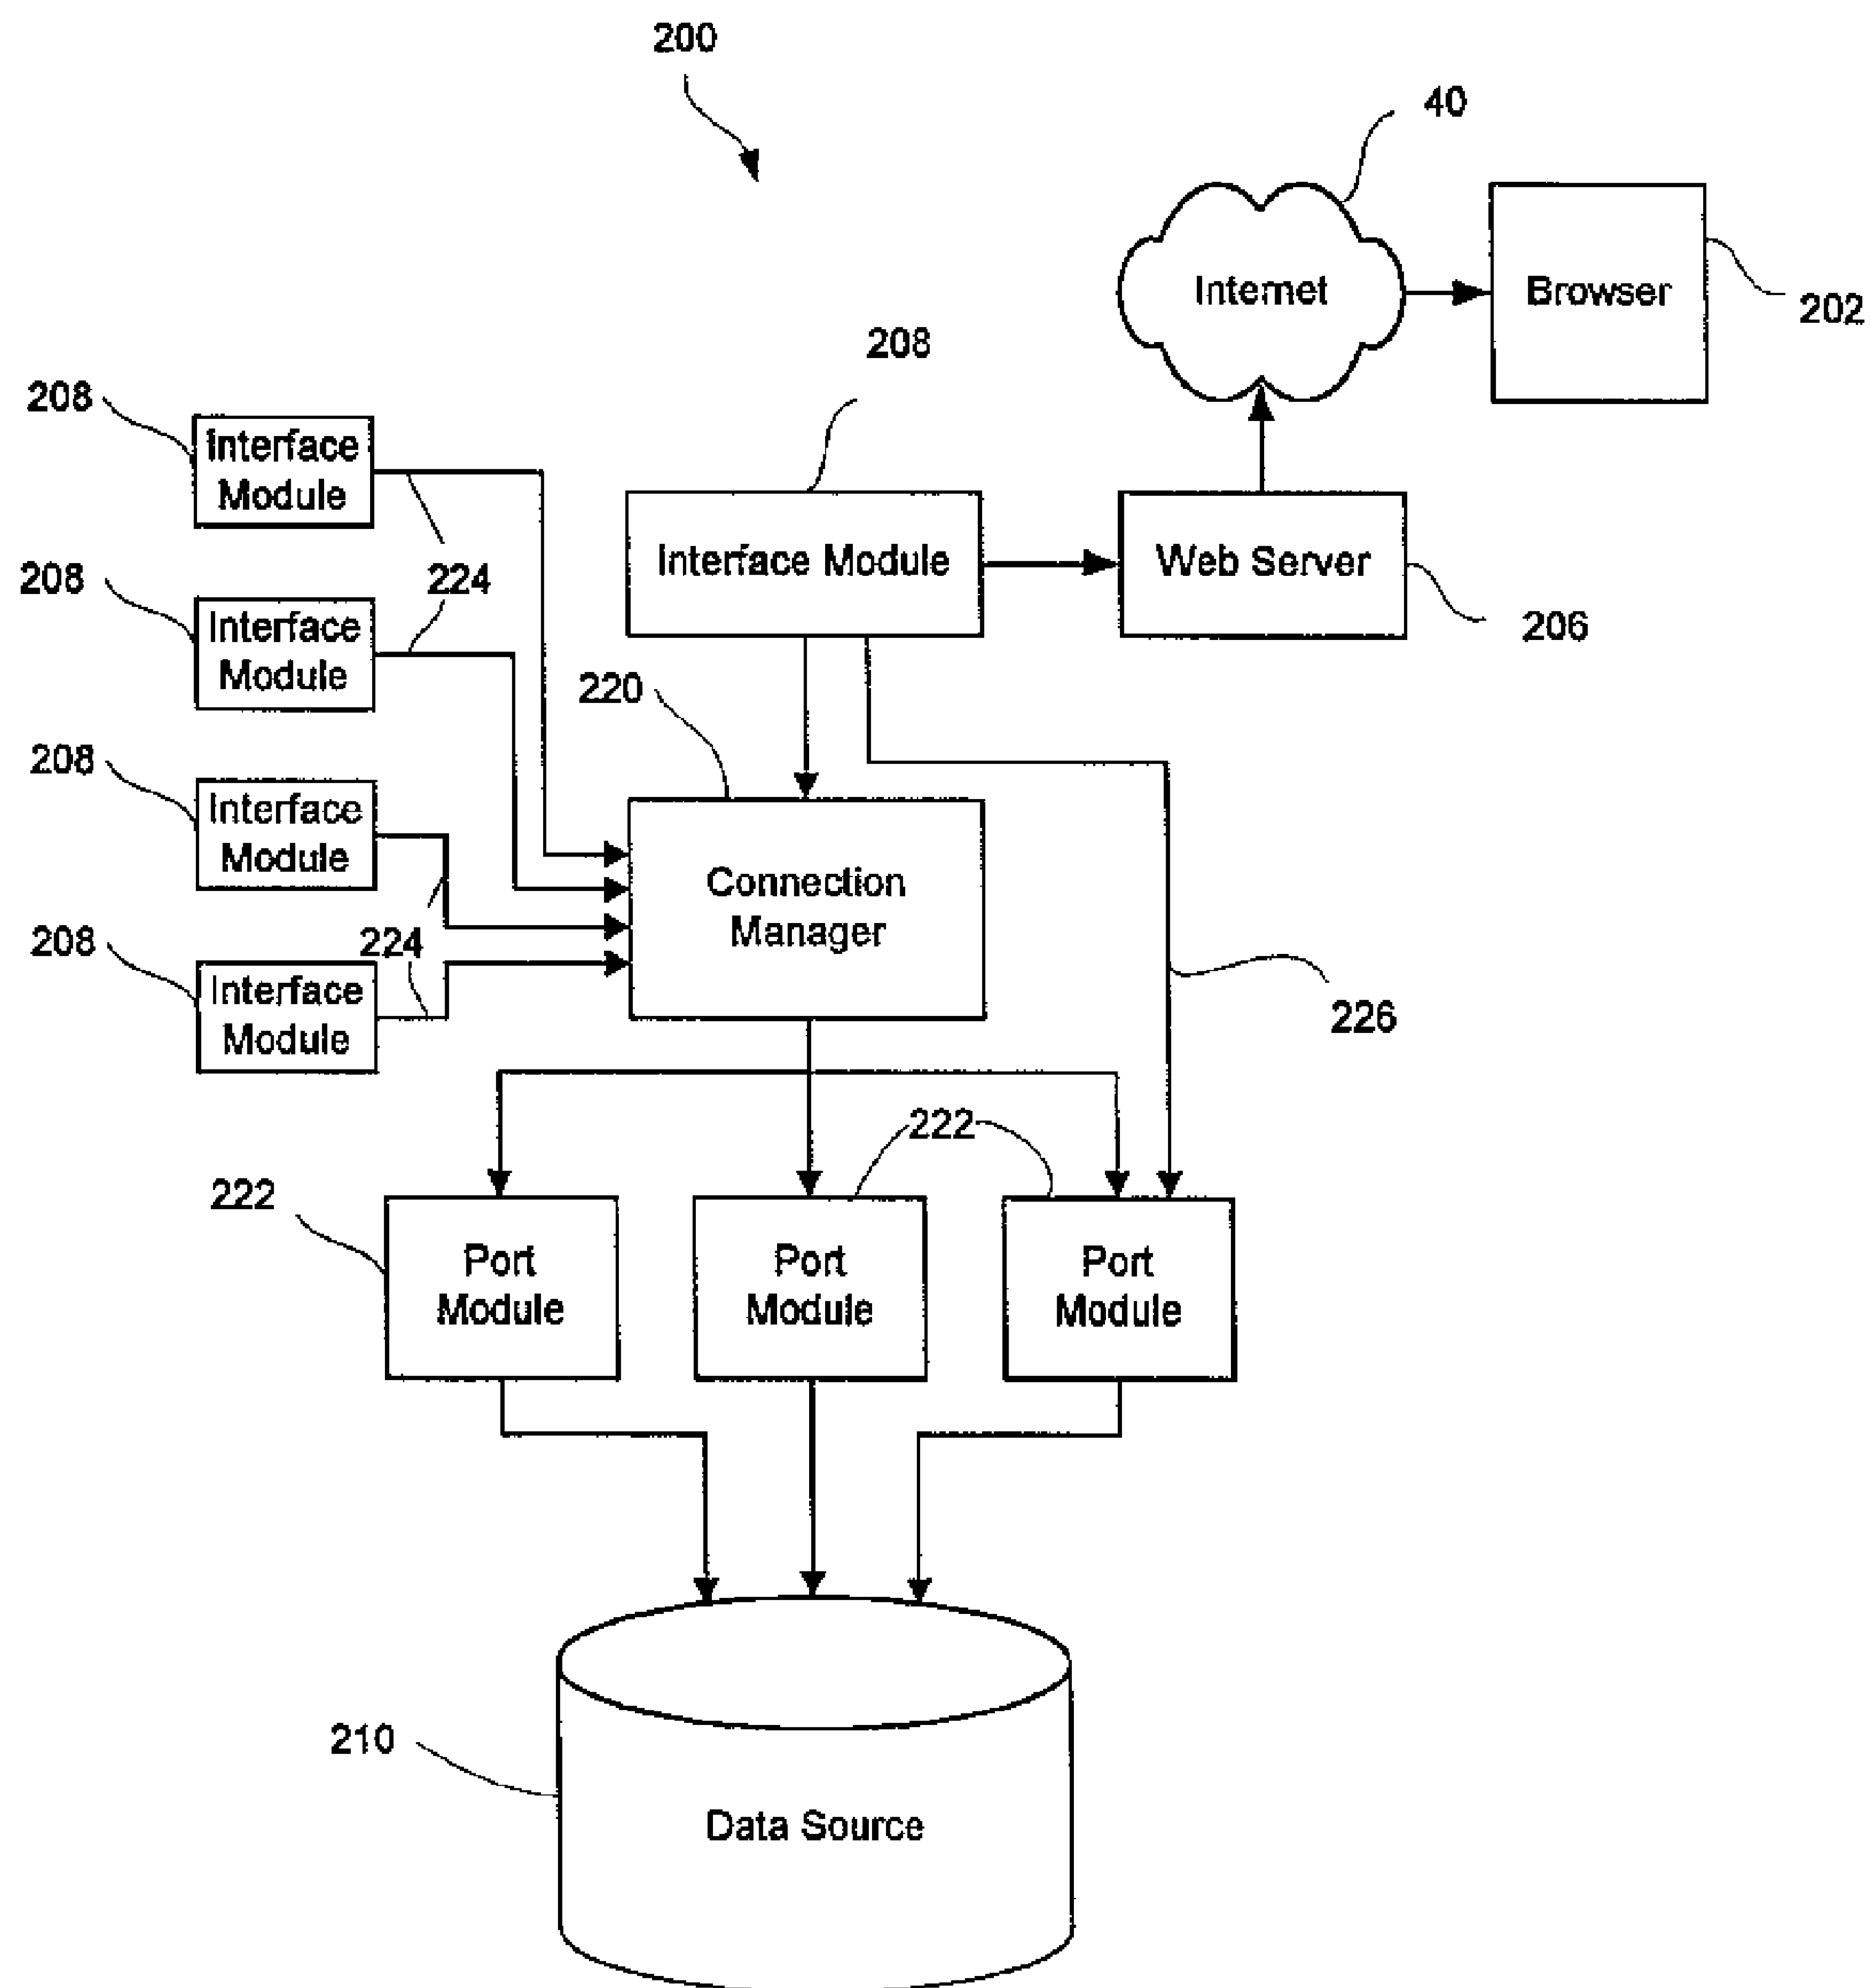 200
40
Internet
Browser
202
208
208
Interface
Module
224
Interface Module
Web Server
206
208
Interface
Module
220
208
Interface
Module
Connection
Manager
224
208
Interface
Module
226
222
222
Port
Module
Port
Module
Port
Module
210
Data Source